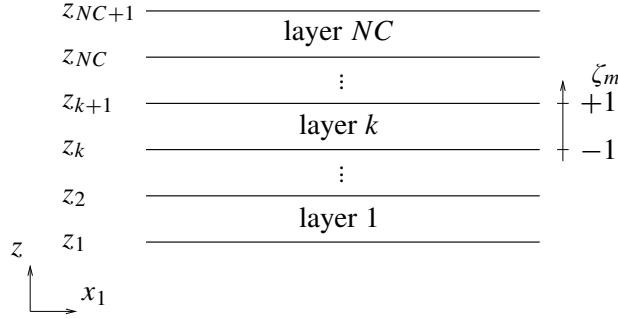 z_{NC+1}
layer NC
z_{NC}
⋮ ζ_m
z_{k+1} +1
layer k
z_k −1
⋮
z_2
layer 1
z_1
z
x_1